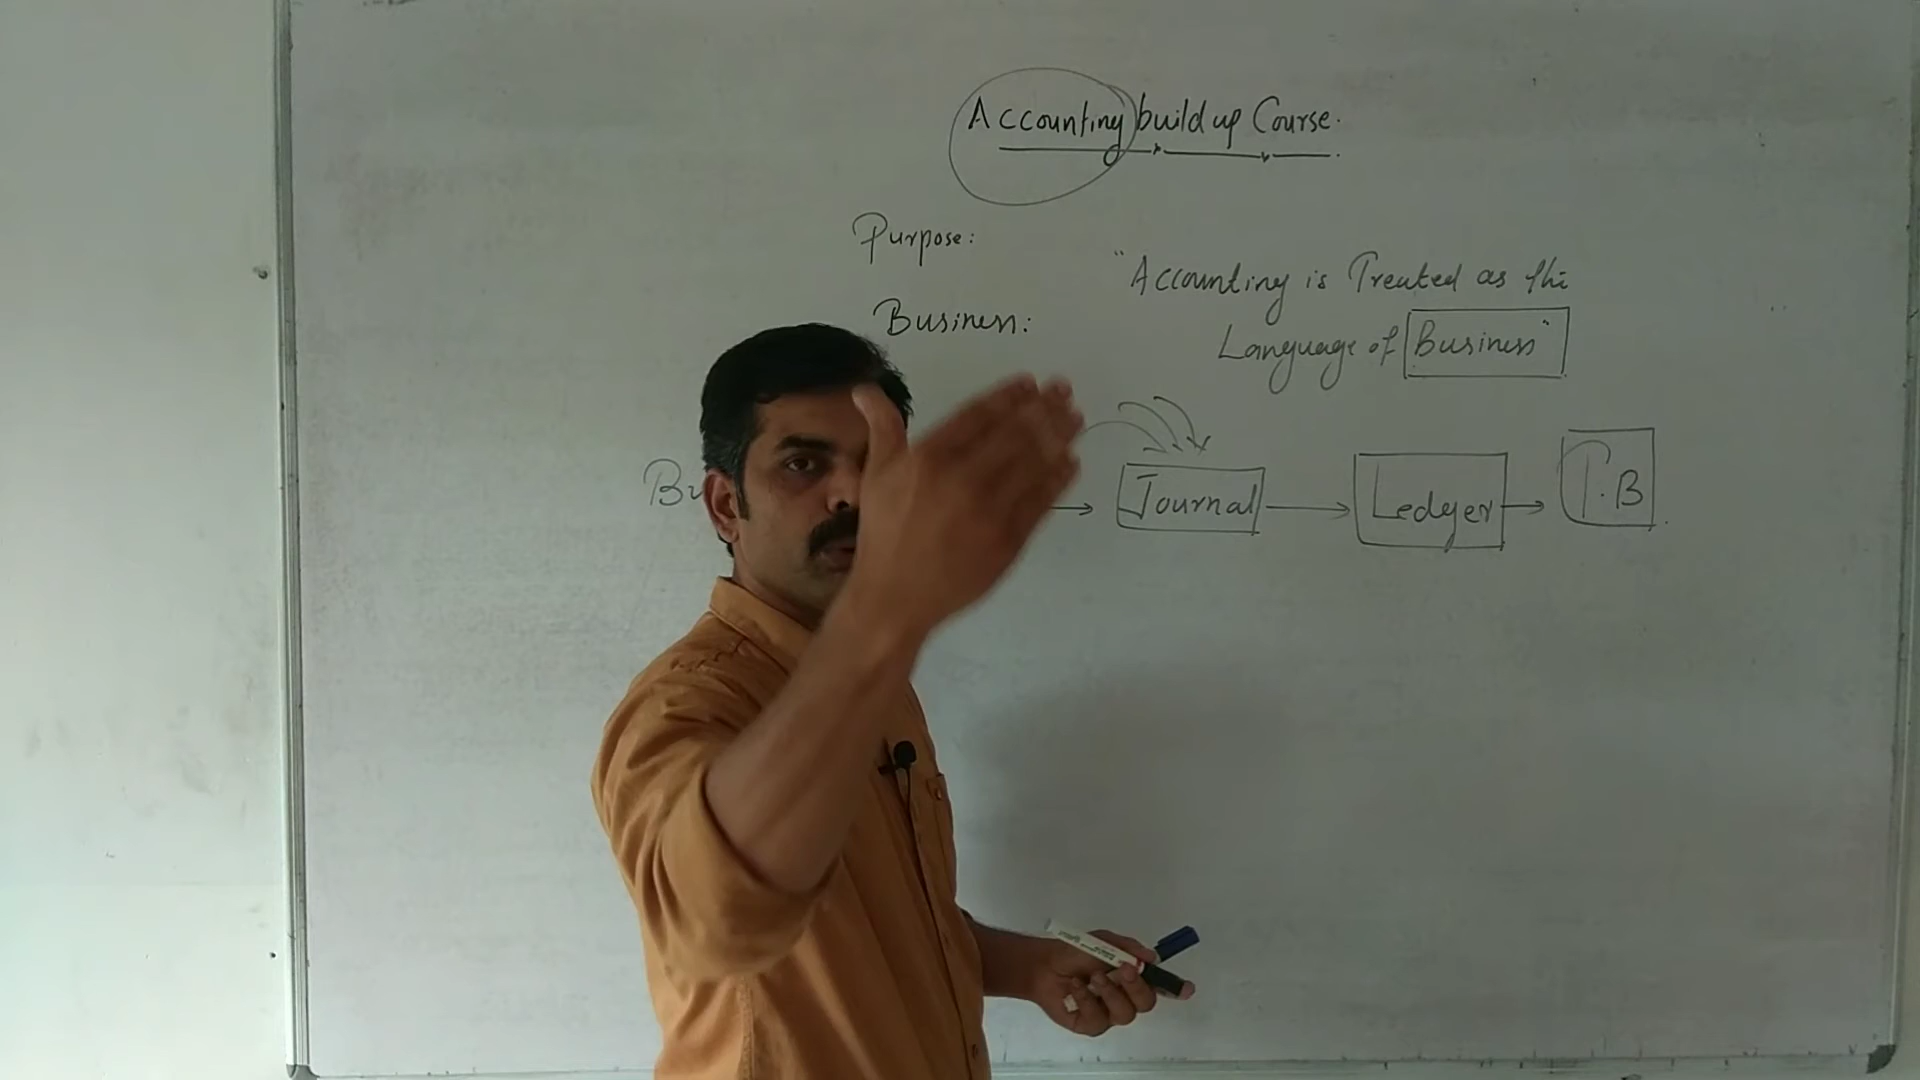 Accounting build up Course.
Purpose:
"Accounting is Treated as the
Business:
Language of Business"
Journal
Ledger
T.B